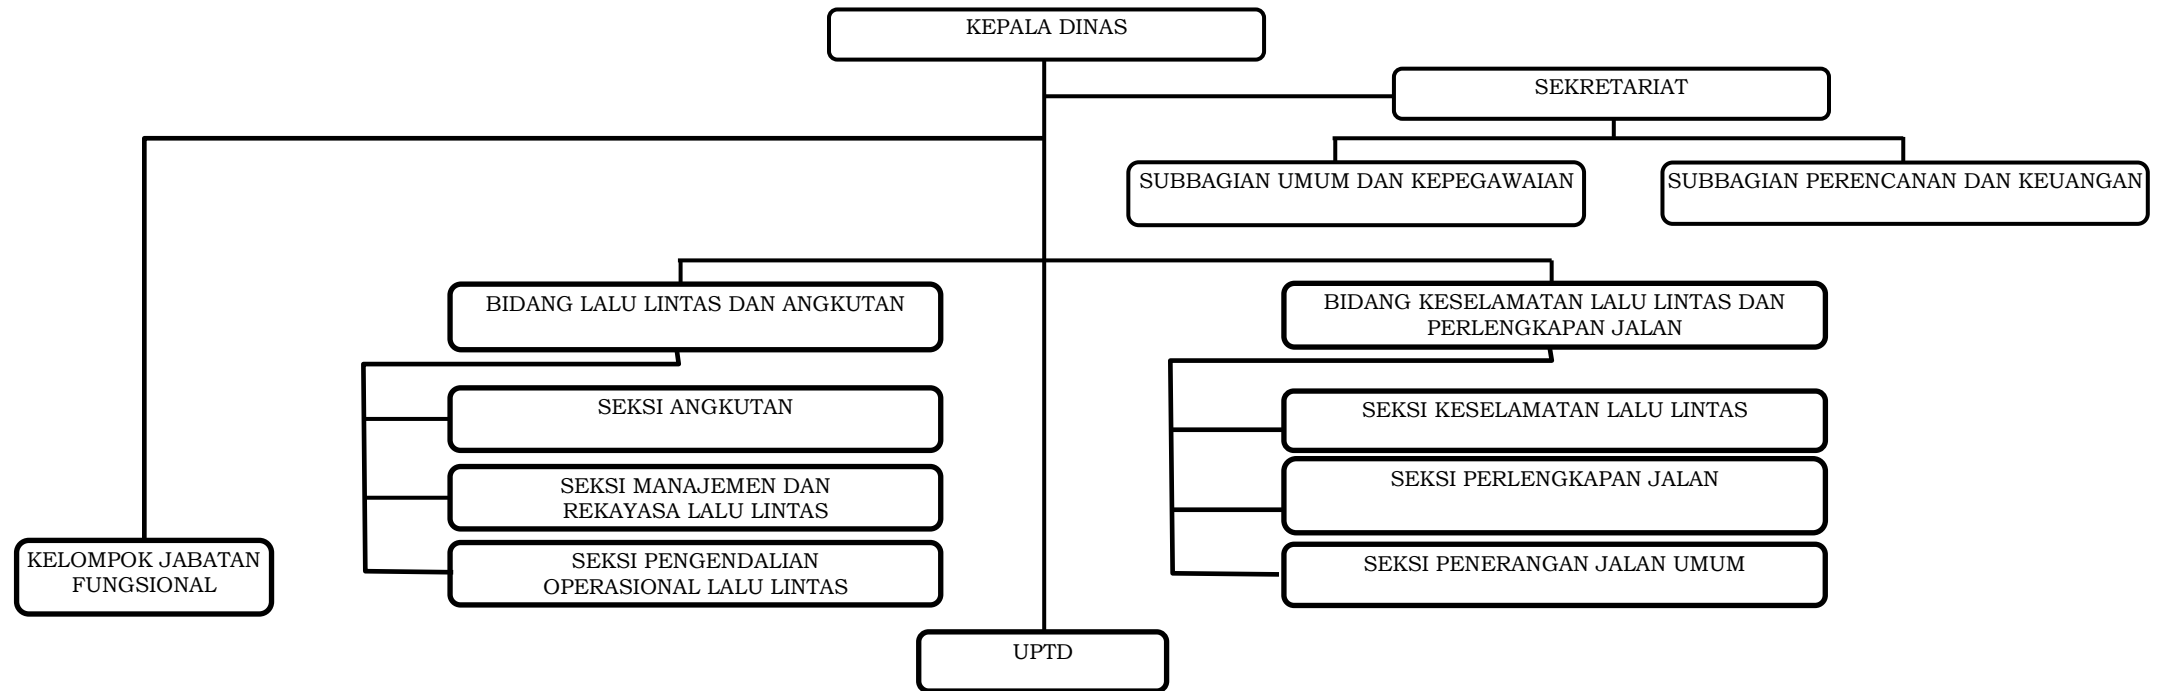 KEPALA DINAS
SEKRETARIAT
SUBBAGIAN UMUM DAN KEPEGAWAIAN
SUBBAGIAN PERENCANAN DAN KEUANGAN
BIDANG LALU LINTAS DAN ANGKUTAN
BIDANG KESELAMATAN LALU LINTAS DAN
PERLENGKAPAN JALAN
SEKSI ANGKUTAN
SEKSI MANAJEMEN DAN
REKAYASA LALU LINTAS
SEKSI PENGENDALIAN
OPERASIONAL LALU LINTAS
SEKSI KESELAMATAN LALU LINTAS
SEKSI PERLENGKAPAN JALAN
SEKSI PENERANGAN JALAN UMUM
KELOMPOK JABATAN
FUNGSIONAL
UPTD